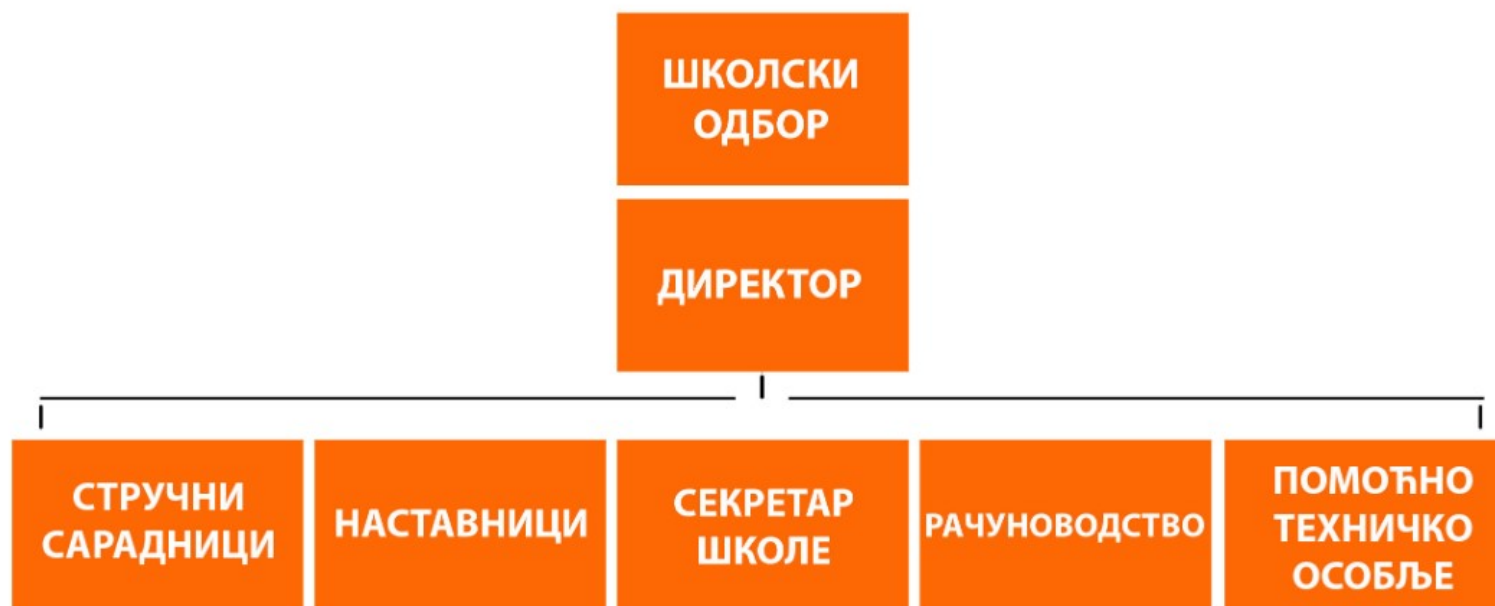 ШКОЛСКИ
ОДБОР
ДИРЕКТОР
СТРУЧНИ
САРАДНИЦИ
НАСТАВНИЦИ
СЕКРЕТАР
ШКОЛЕ
РАЧУНОВОДСТВО
ПОМОЋНО
ТЕХНИЧКО
ОСОБЉЕ